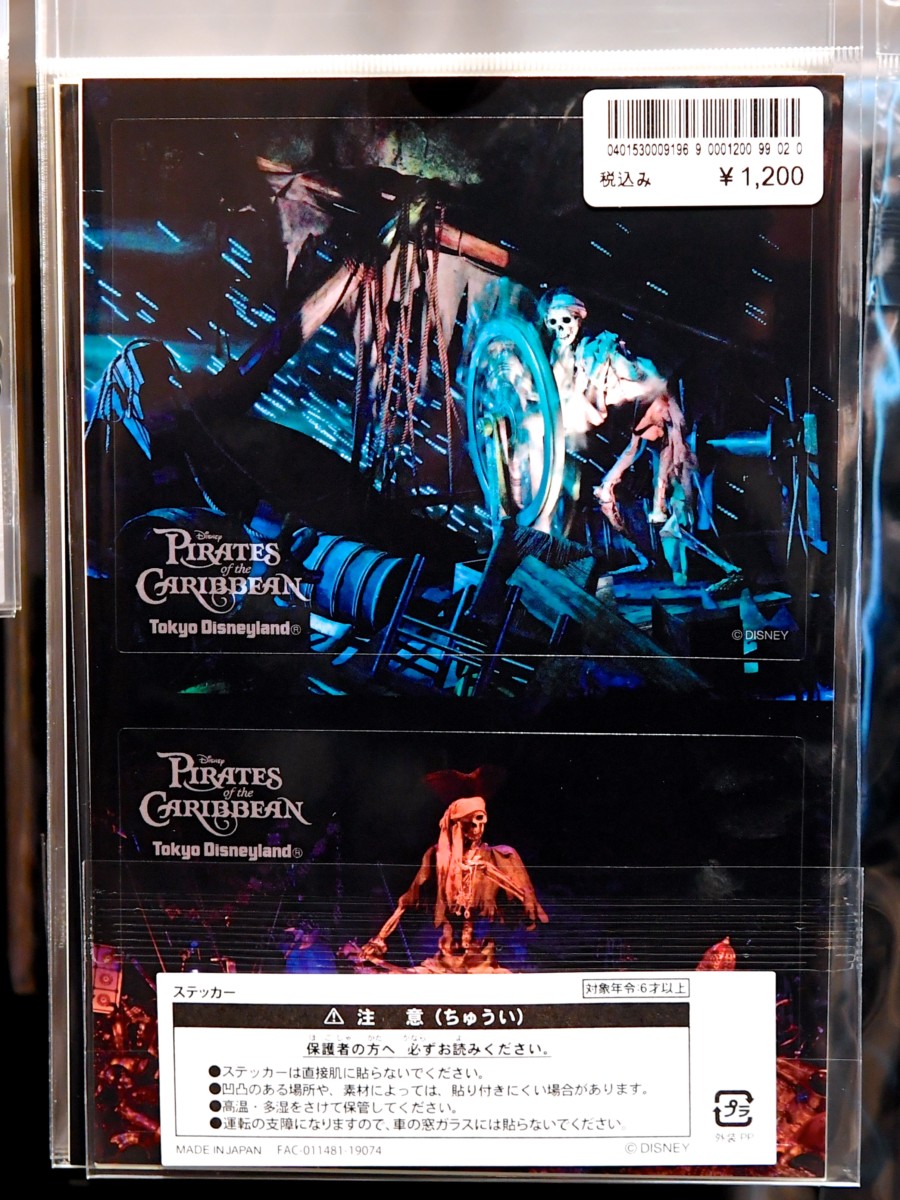 0401530009196 9 0001200 99 02 0
税込み ¥1,200
Disney
PIRATES
of the
CARIBBEAN
Tokyo Disneyland®
©DISNEY
Disney
PIRATES
of the
CARIBBEAN
Tokyo Disneyland®
ステッカー 対象年令:6才以上
⚠ 注 意(ちゅうい)
保護者の方へ 必ずお読みください。
●ステッカーは直接肌に貼らないでください。
●凹凸のある場所や、素材によっては、貼り付きにくい場合があります。
●高温・多湿をさけて保管してください。
●運転の支障になりますので、車の窓ガラスには貼らないでください。
プラ
外装:PP
MADE IN JAPAN FAC-011481-19074 ©DISNEY